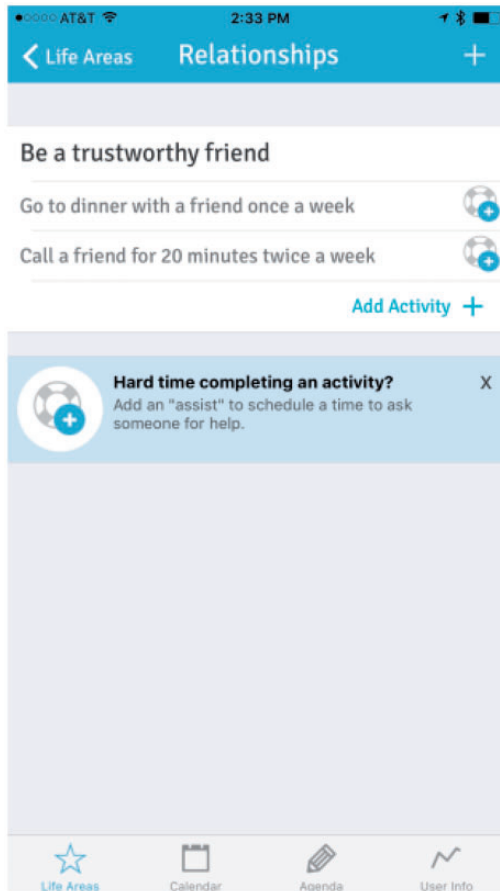 AT&T 2:33 PM
Life Areas Relationships +
Be a trustworthy friend
Go to dinner with a friend once a week
Call a friend for 20 minutes twice a week
Add Activity +
Hard time completing an activity? X
Add an "assist" to schedule a time to ask
someone for help.
Life Areas Calendar Agenda User Info